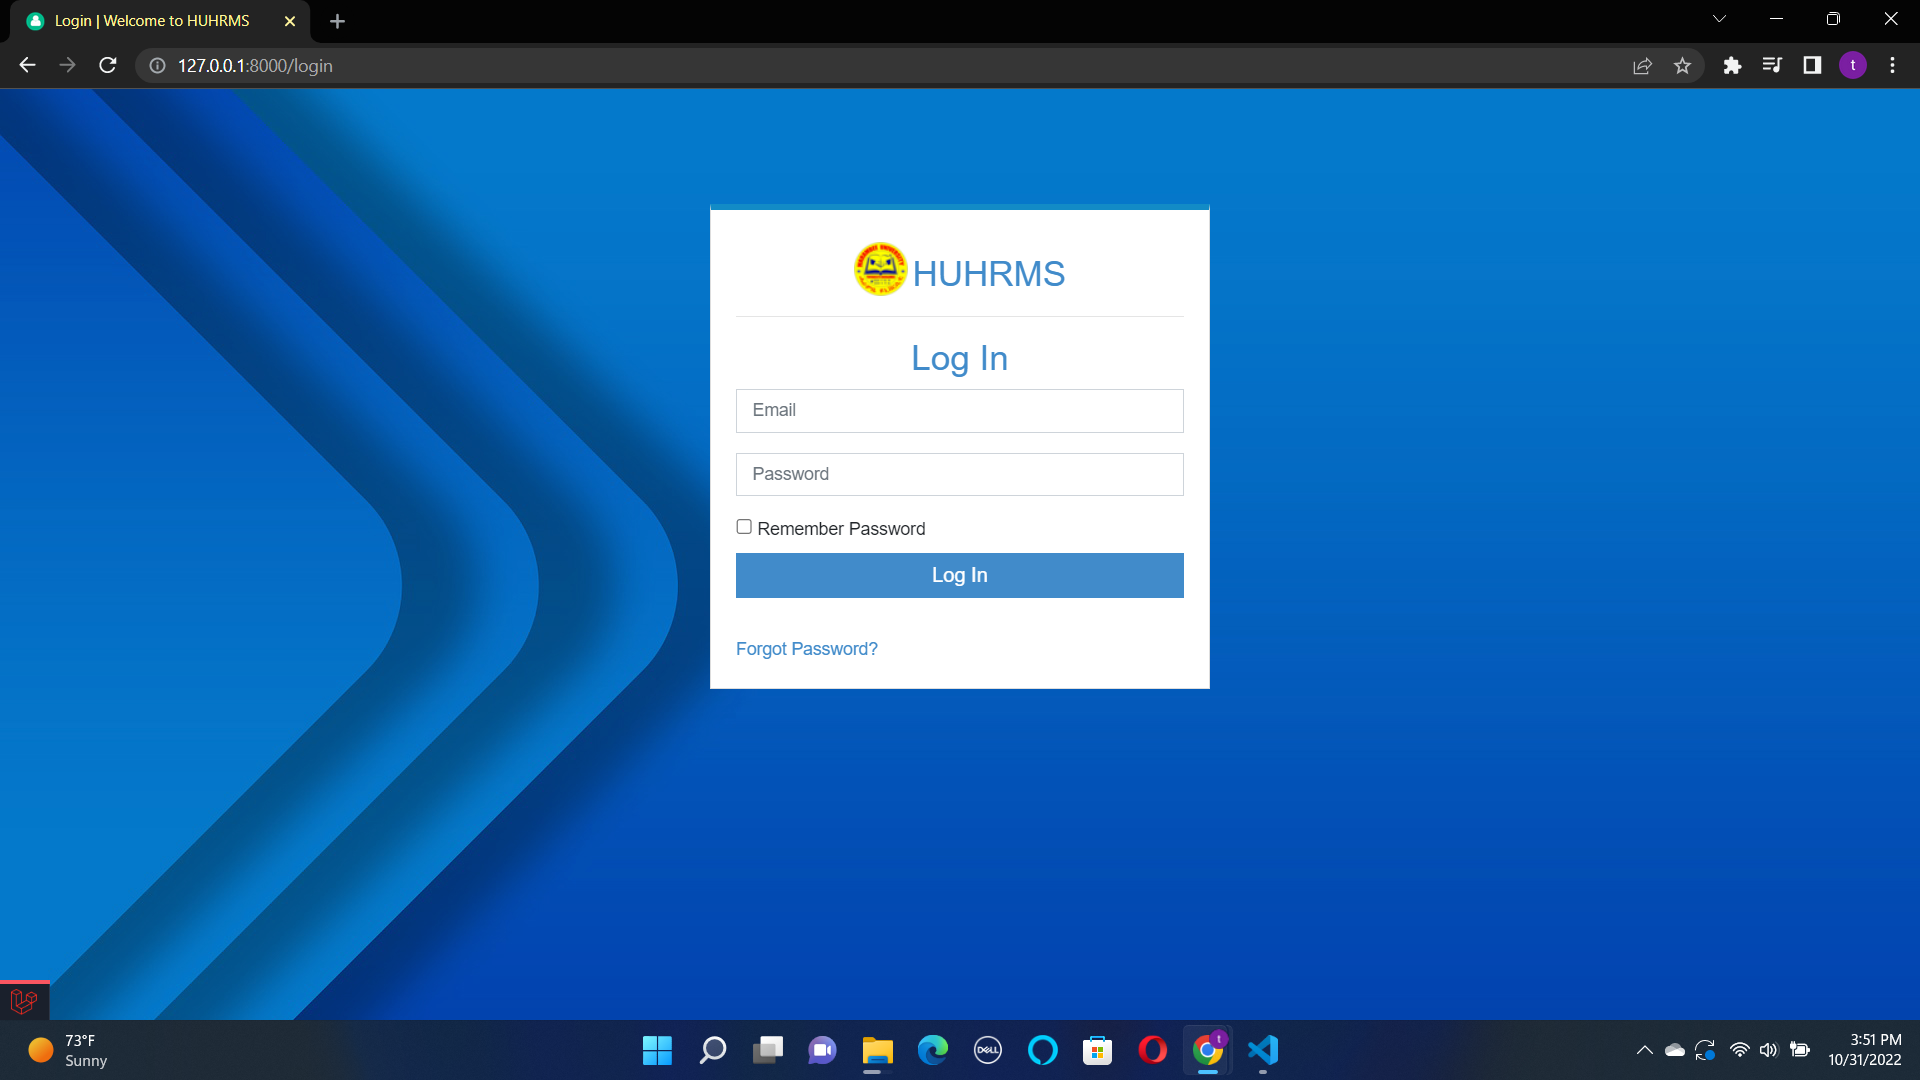 Login | Welcome to HUHRMS
127.0.0.1:8000/login
t
HUHRMS
Log In
Email
Password
Remember Password
Log In
Forgot Password?
73°F
Sunny
DELL
t
3:51 PM
10/31/2022